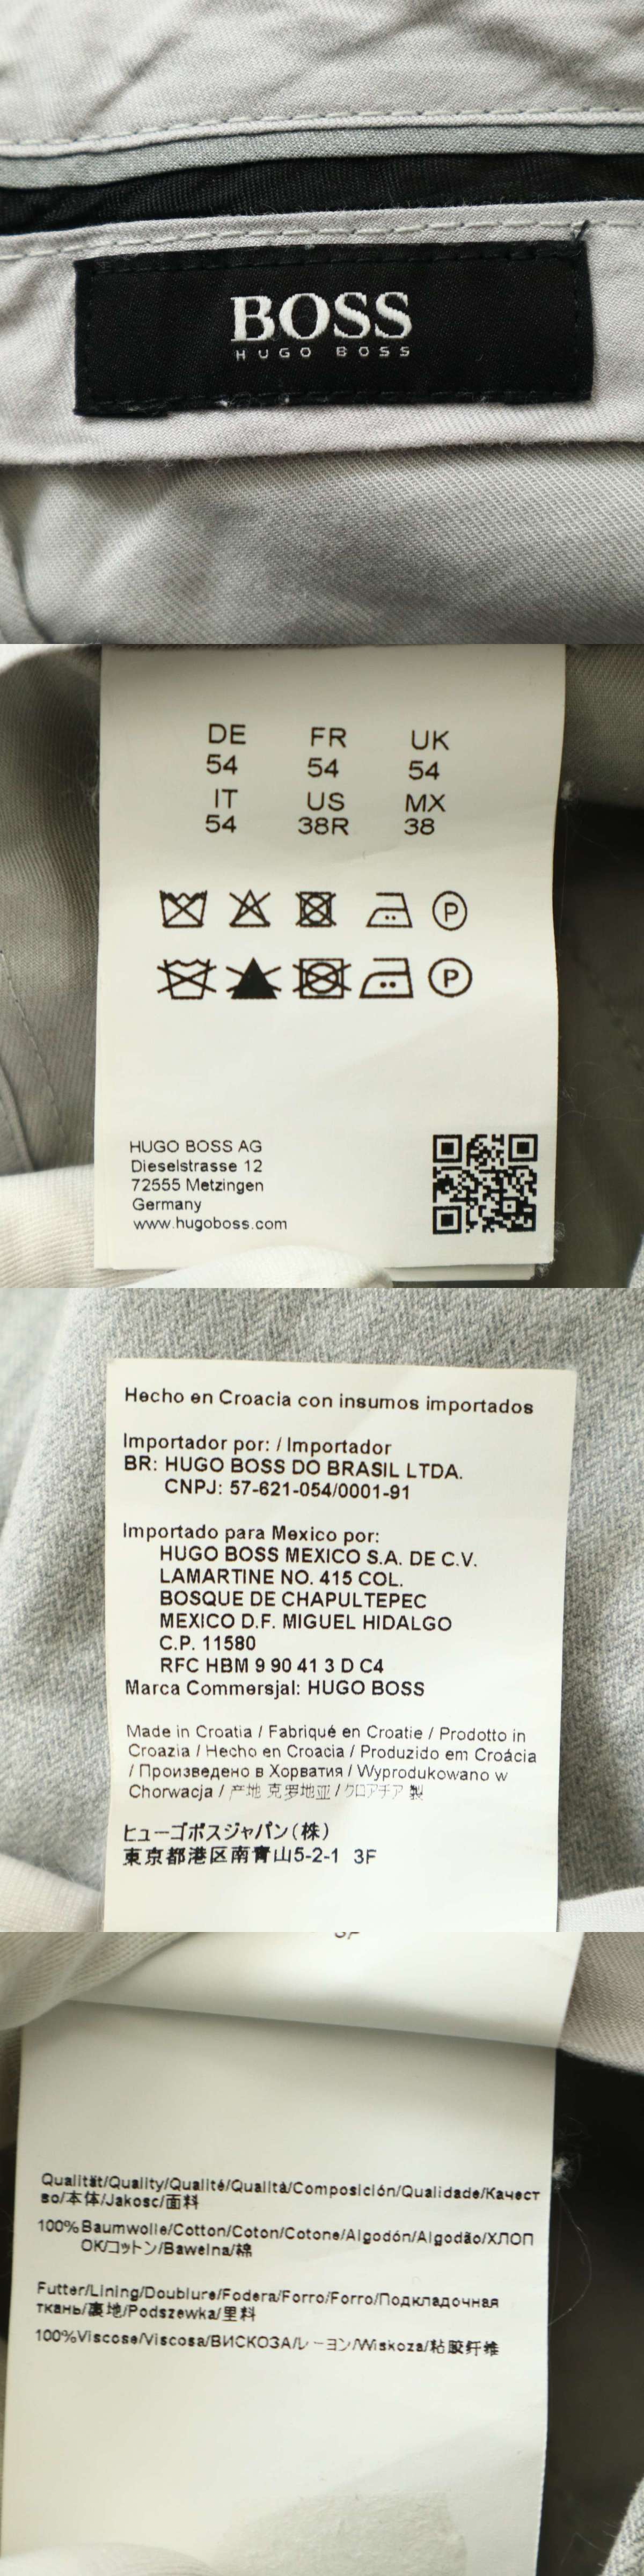 BOSS
HUGO BOSS
DE FR UK
54 54 54
IT US MX
54 38R 38
P
P
HUGO BOSS AG
Dieselstrasse 12
72555 Metzingen
Germany
www.hugoboss.com
Hecho en Croacia con insumos importados
Importador por: / Importador
BR: HUGO BOSS DO BRASIL LTDA.
CNPJ: 57-621-054/0001-91
Importado para Mexico por:
HUGO BOSS MEXICO S.A. DE C.V.
LAMARTINE NO. 415 COL.
BOSQUE DE CHAPULTEPEC
MEXICO D.F. MIGUEL HIDALGO
C.P. 11580
RFC HBM 9 90 41 3 D C4
Marca Commersjal: HUGO BOSS
Made in Croatia / Fabriqué en Croatie / Prodotto in
Croazia / Hecho en Croacia / Produzido em Croácia
/ Произведено в Хорватия / Wyprodukowano w
Chorwacja / 产地 克罗地亚 / クロアチア 製
ヒューゴボスジャパン(株)
東京都港区南青山5-2-1 3F
Qualität/Quality/Qualité/Qualità/Composición/Qualidade/Качест
во/本体/Jakosc/面料
100%Baumwolle/Cotton/Coton/Cotone/Algodón/Algodão/ХЛОП
ОК/コットン/Bawelna/綿
Futter/Lining/Doublure/Fodera/Forro/Forro/Подкладочная
ткань/裏地/Podszewka/里料
100%Viscose/Viscosa/ВИСКОЗА/レーヨン/Wiskoza/粘胶纤维